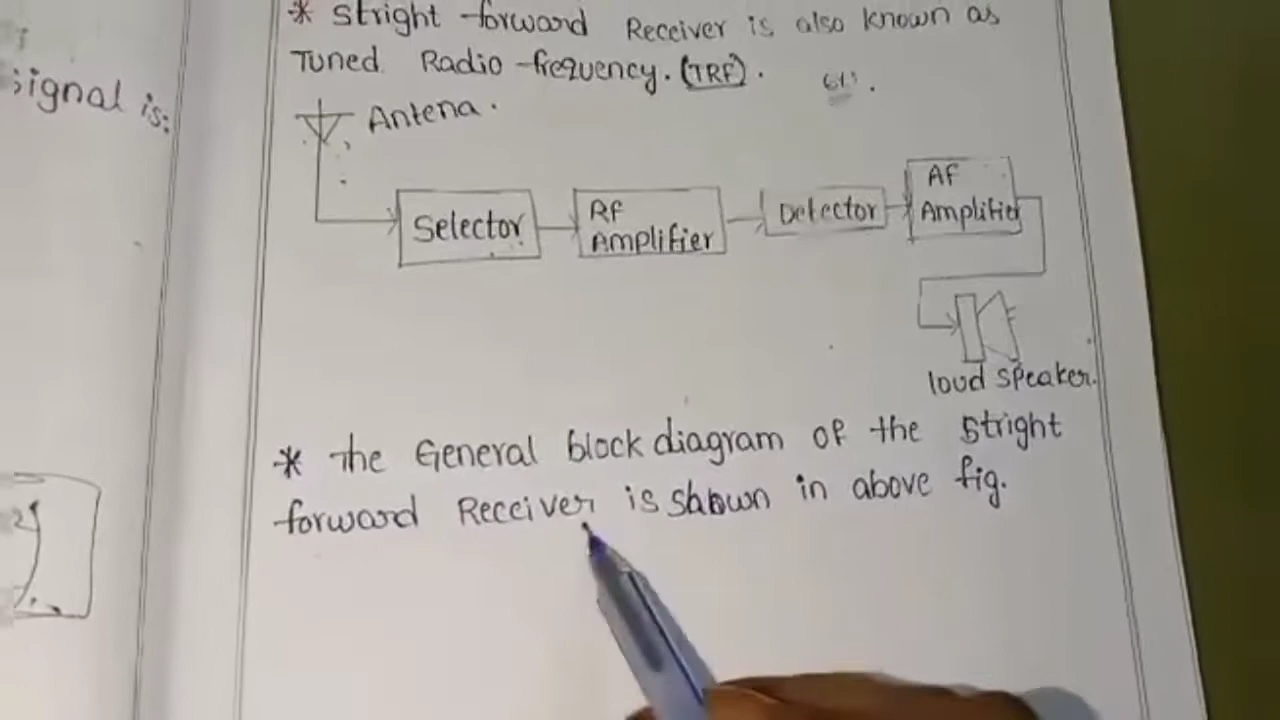 signal is:
* Stright forward Receiver is also known as
Tuned Radio frequency. (TRF).
Antena.
Selector
RF
Amplifier
Detector
AF
Amplifier
loud speaker.
* the General block diagram of the Stright
forward Receiver is shown in above fig.